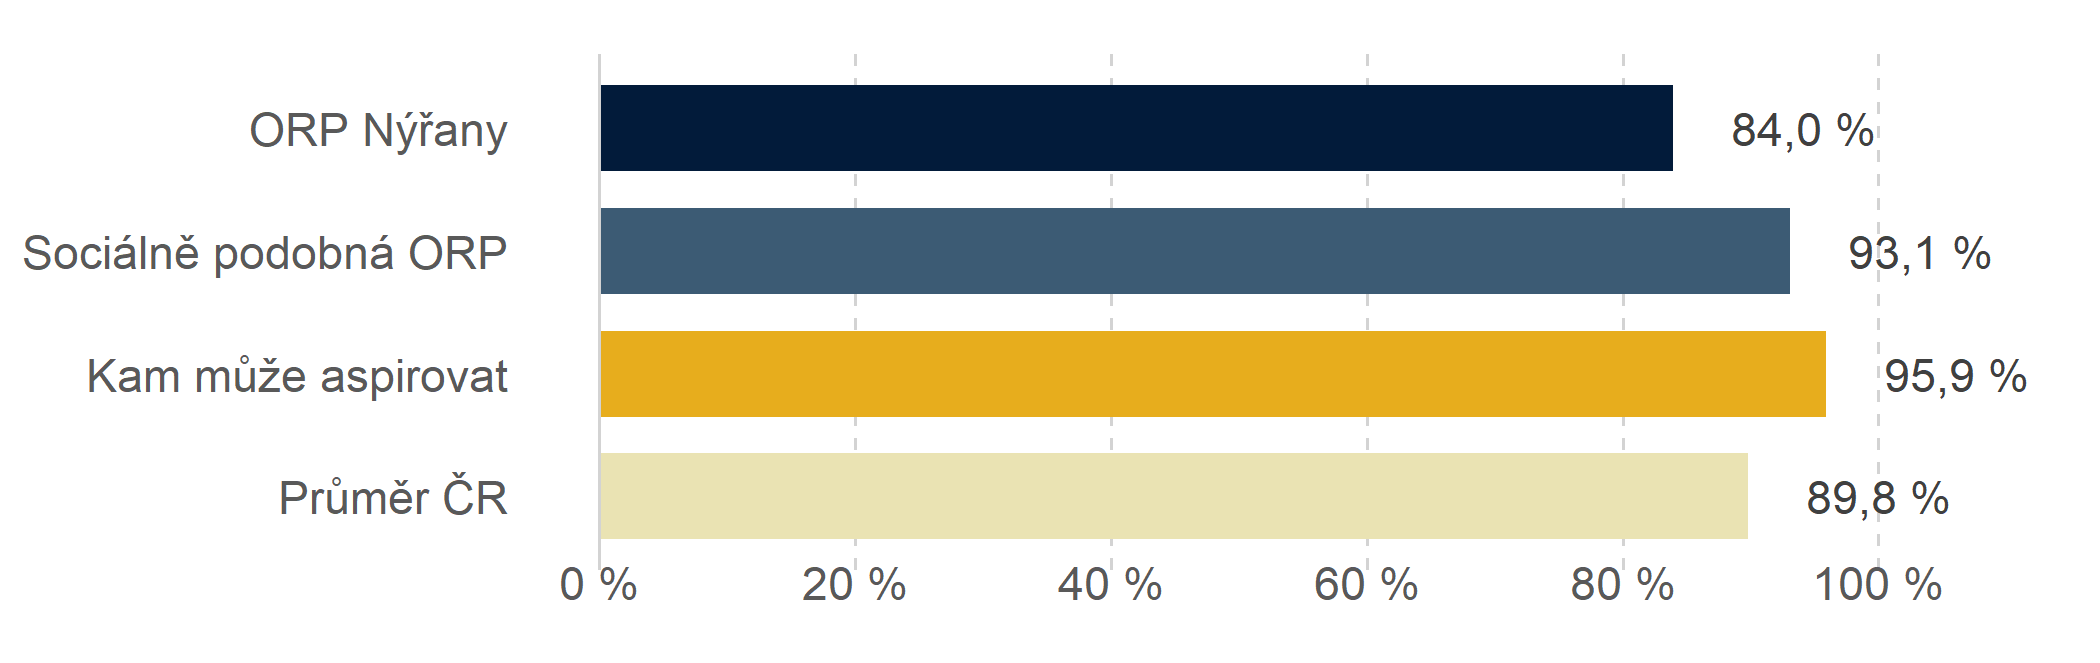 ORP Nýřany 84,0 %
Sociálně podobná ORP 93,1 %
Kam může aspirovat 95,9 %
Průměr ČR 89,8 %
0 % 20 % 40 % 60 % 80 % 100 %